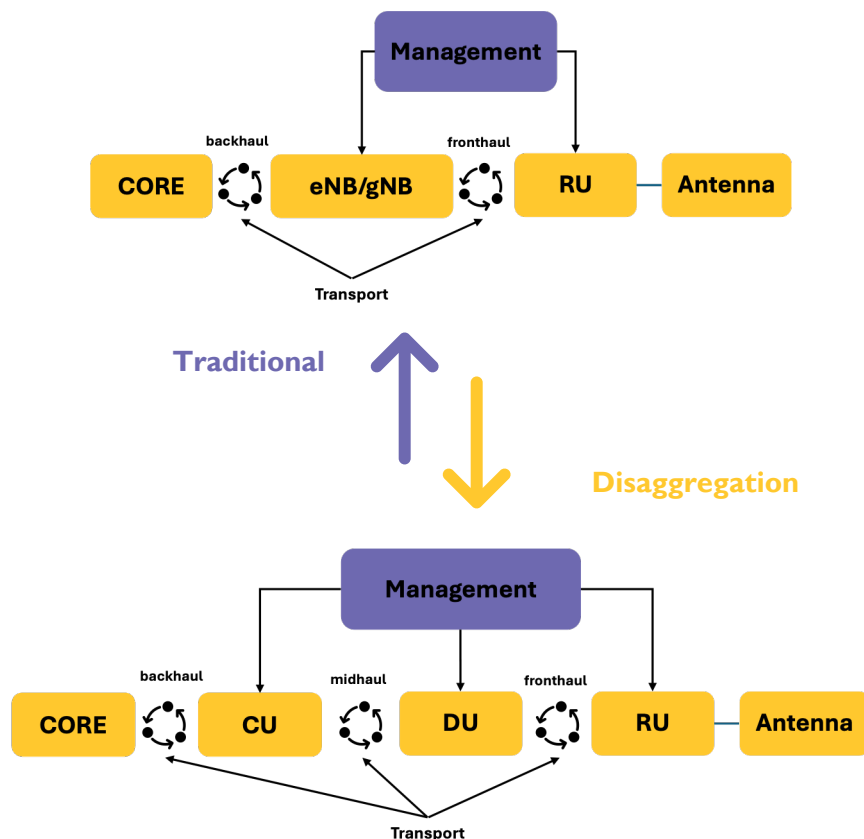 Management
backhaul
fronthaul
CORE
eNB/gNB
RU
Antenna
Transport
Traditional
Disaggregation
Management
backhaul
midhaul
fronthaul
CORE
CU
DU
RU
Antenna
Transport